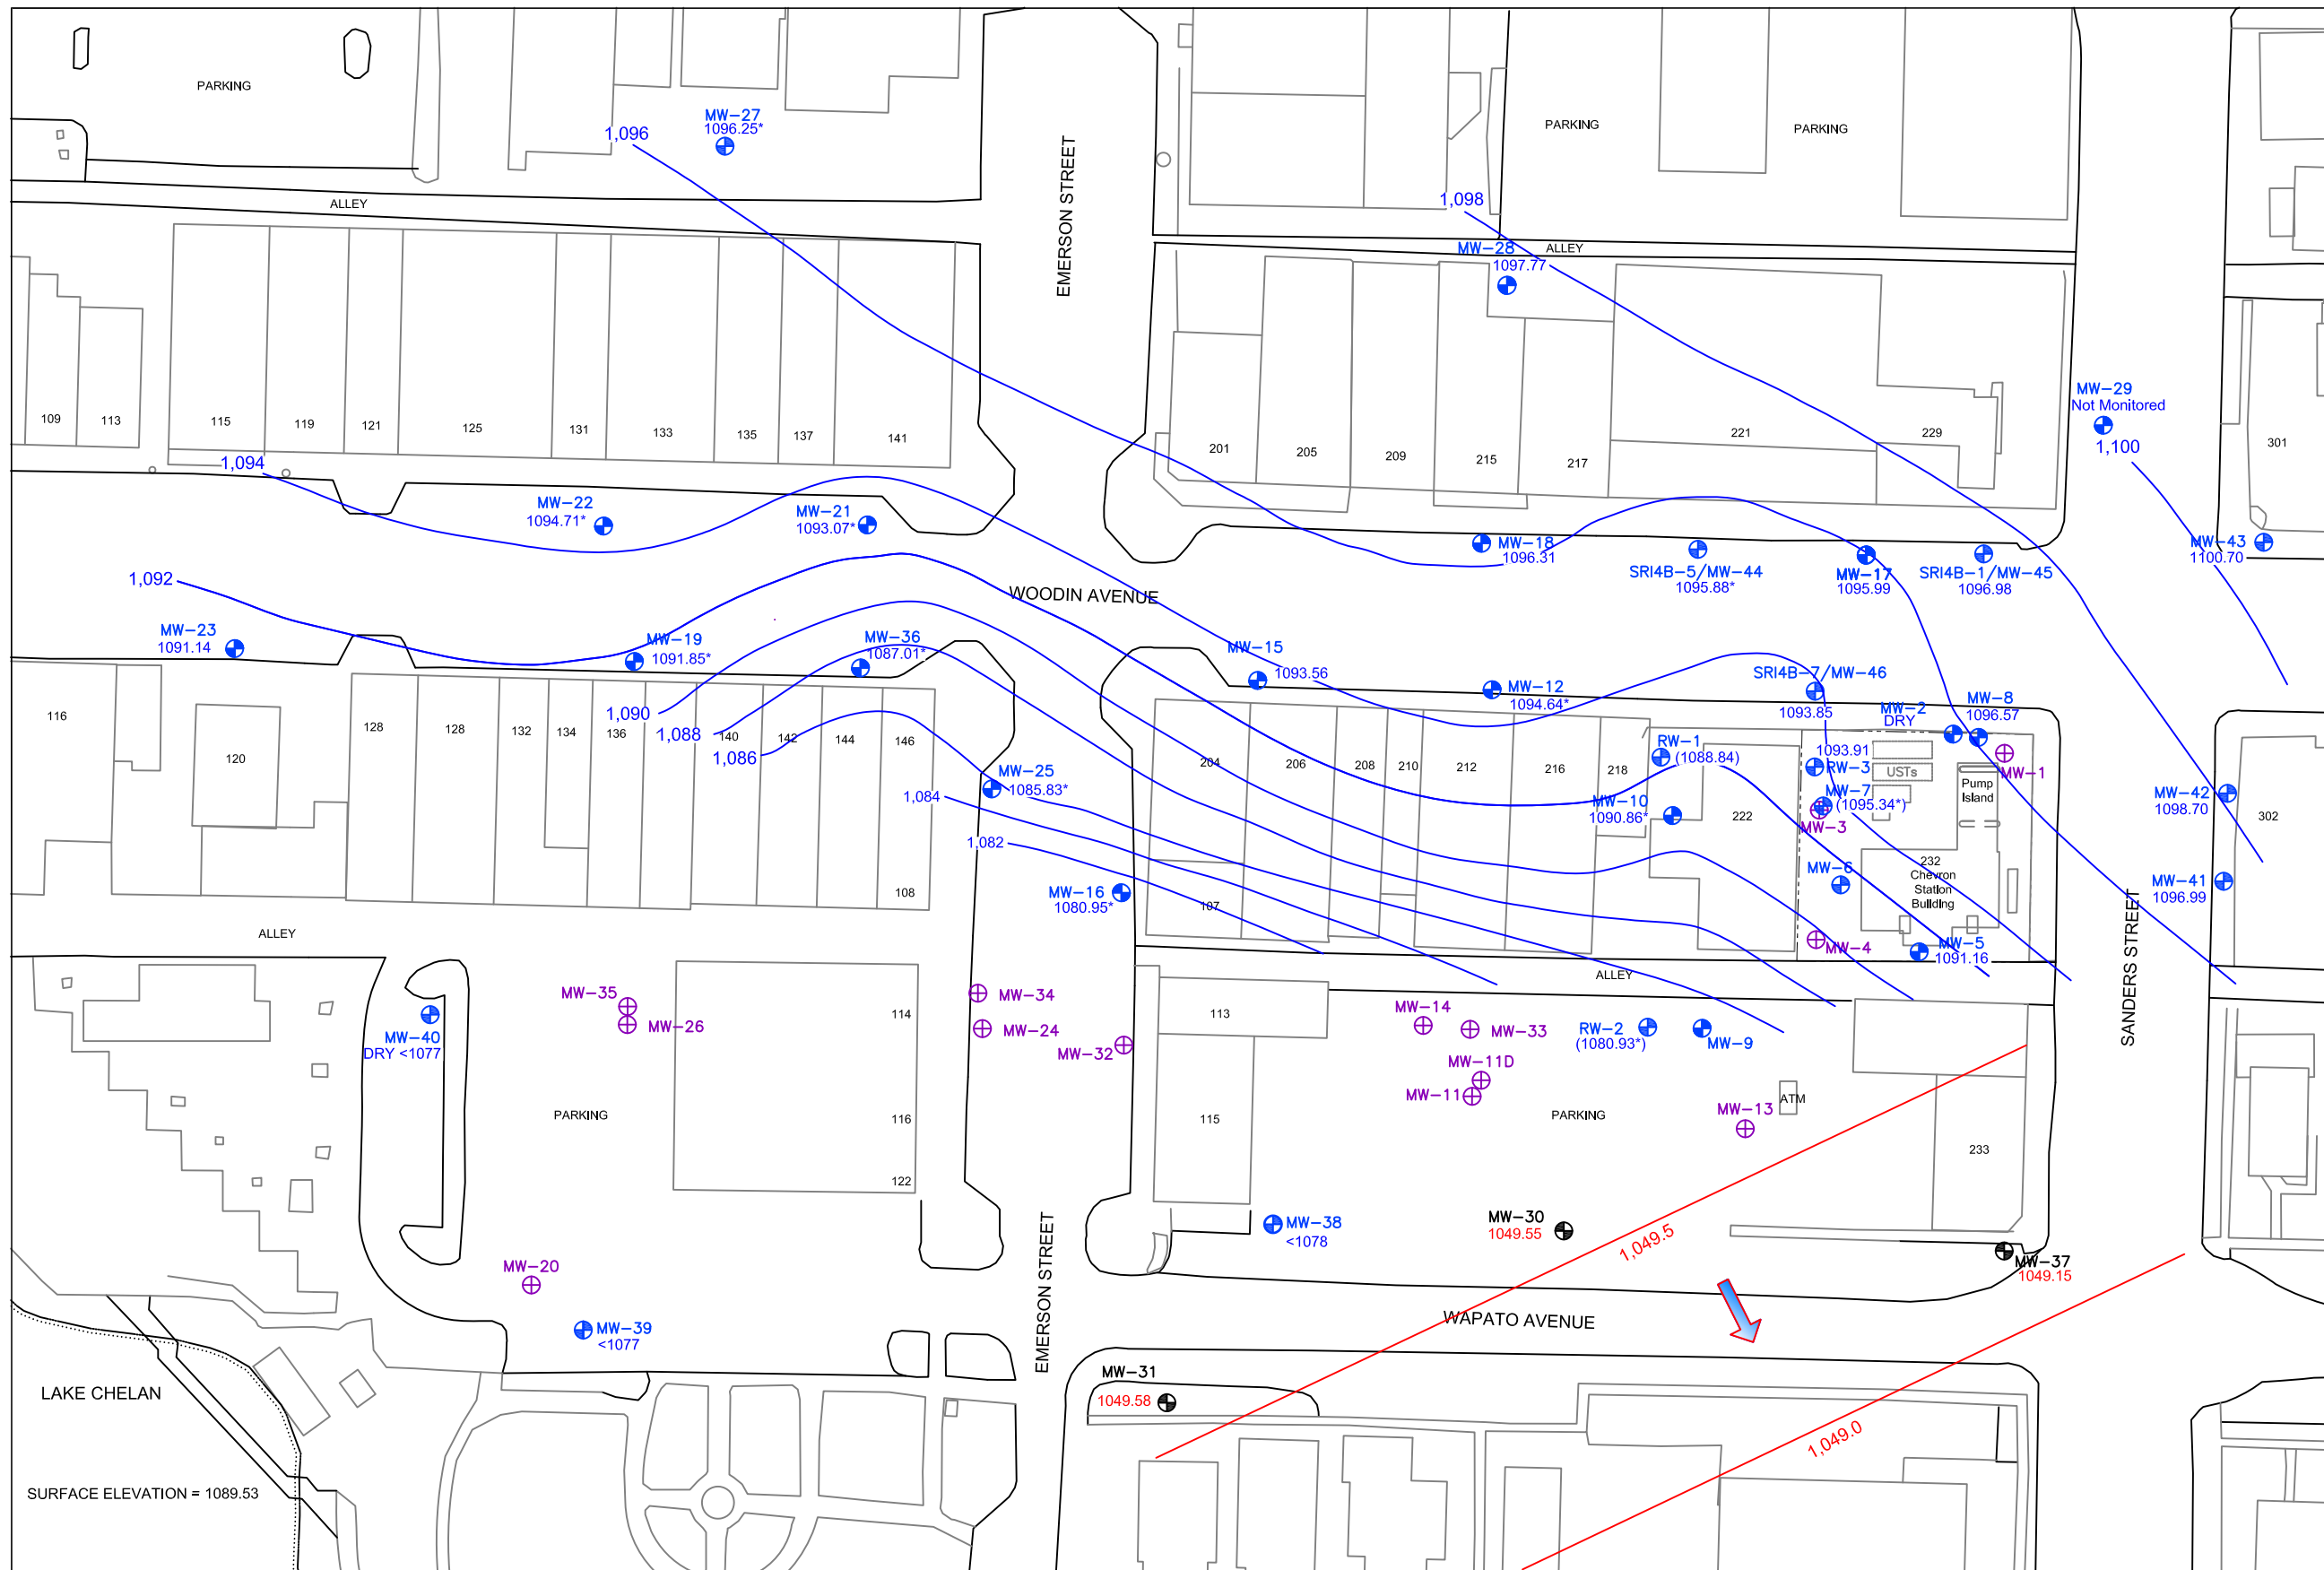 PARKING
MW-27
1096.25*
1,096
PARKING
PARKING
ALLEY
EMERSON STREET
1,098
MW-28
1097.77
ALLEY
MW-29
Not Monitored
1,100
109
113
115
119
121
125
131
133
135
137
141
201
205
209
215
217
221
229
301
1,094
MW-22
1094.71*
MW-21
1093.07*
MW-18
1096.31
SRI4B-5/MW-44
1095.88*
MW-17
1095.99
SRI4B-1/MW-45
1096.98
MW-43
1100.70
1,092
WOODIN AVENUE
MW-23
1091.14
MW-19
1091.85*
MW-36
1087.01*
MW-15
1093.56
MW-12
1094.64*
SRI4B-7/MW-46
1093.85
MW-2
DRY
MW-8
1096.57
116
120
128
128
132
134
136
1,090
1,088
1,086
140
142
144
146
204
206
208
210
212
216
218
RW-1
(1088.84)
1093.91
RW-3
USTs
MW-1
Pump
Island
MW-25
1085.83*
1,084
MW-10
1090.86*
222
MW-7
(1095.34*)
MW-3
MW-42
1098.70
302
1,082
MW-16
1080.95*
107
108
MW-6
232
Chevron
Station
Building
MW-41
1096.99
ALLEY
MW-4
MW-5
1091.16
ALLEY
SANDERS STREET
MW-35
MW-26
MW-34
MW-24
MW-32
114
113
MW-14
MW-33
RW-2
(1080.93*)
MW-9
MW-40
DRY <1077
MW-11D
MW-11
PARKING
116
115
PARKING
MW-13
ATM
233
122
EMERSON STREET
MW-38
<1078
MW-30
1049.55
1,049.5
MW-37
1049.15
MW-20
MW-39
<1077
WAPATO AVENUE
MW-31
1049.58
LAKE CHELAN
1,049.0
SURFACE ELEVATION = 1089.53